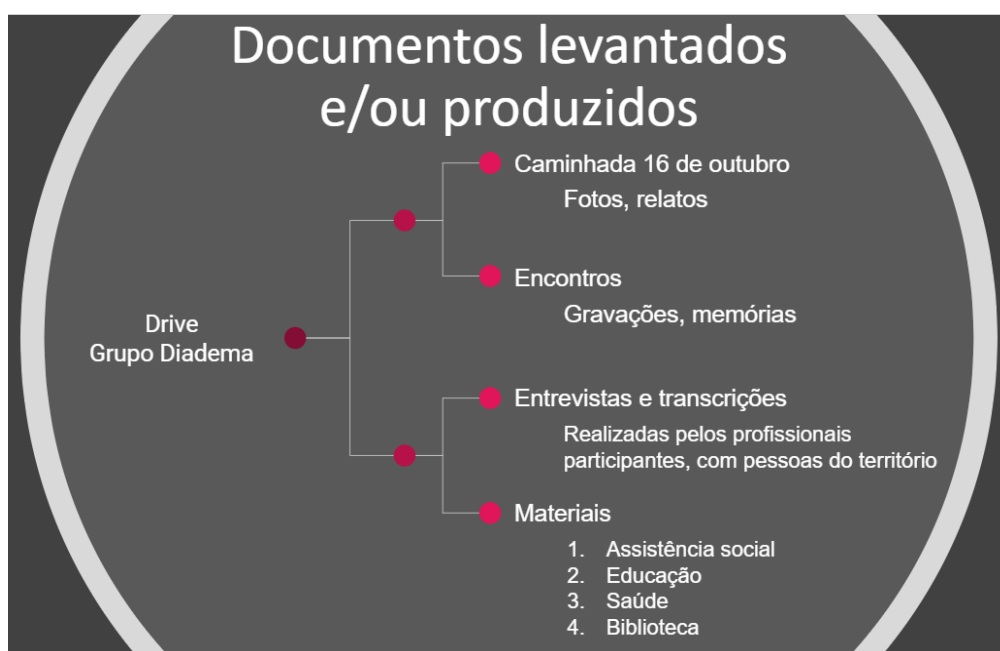 Documentos levantados
e/ou produzidos
Caminhada 16 de outubro
Fotos, relatos
Encontros
Gravações, memórias
Drive
Grupo Diadema
Entrevistas e transcrições
Realizadas pelos profissionais
participantes, com pessoas do território
Materiais
1. Assistência social
2. Educação
3. Saúde
4. Biblioteca